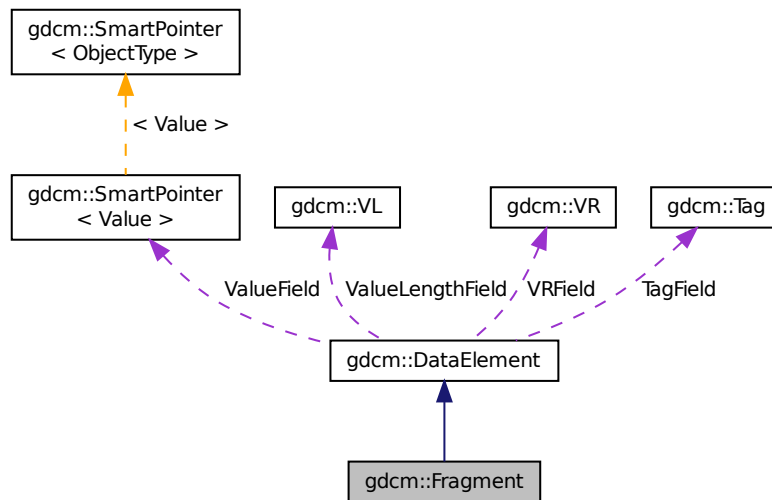 gdcm::SmartPointer
< ObjectType >
< Value >
gdcm::SmartPointer
< Value >
gdcm::VL
gdcm::VR
gdcm::Tag
ValueField
ValueLengthField
VRField
TagField
gdcm::DataElement
gdcm::Fragment